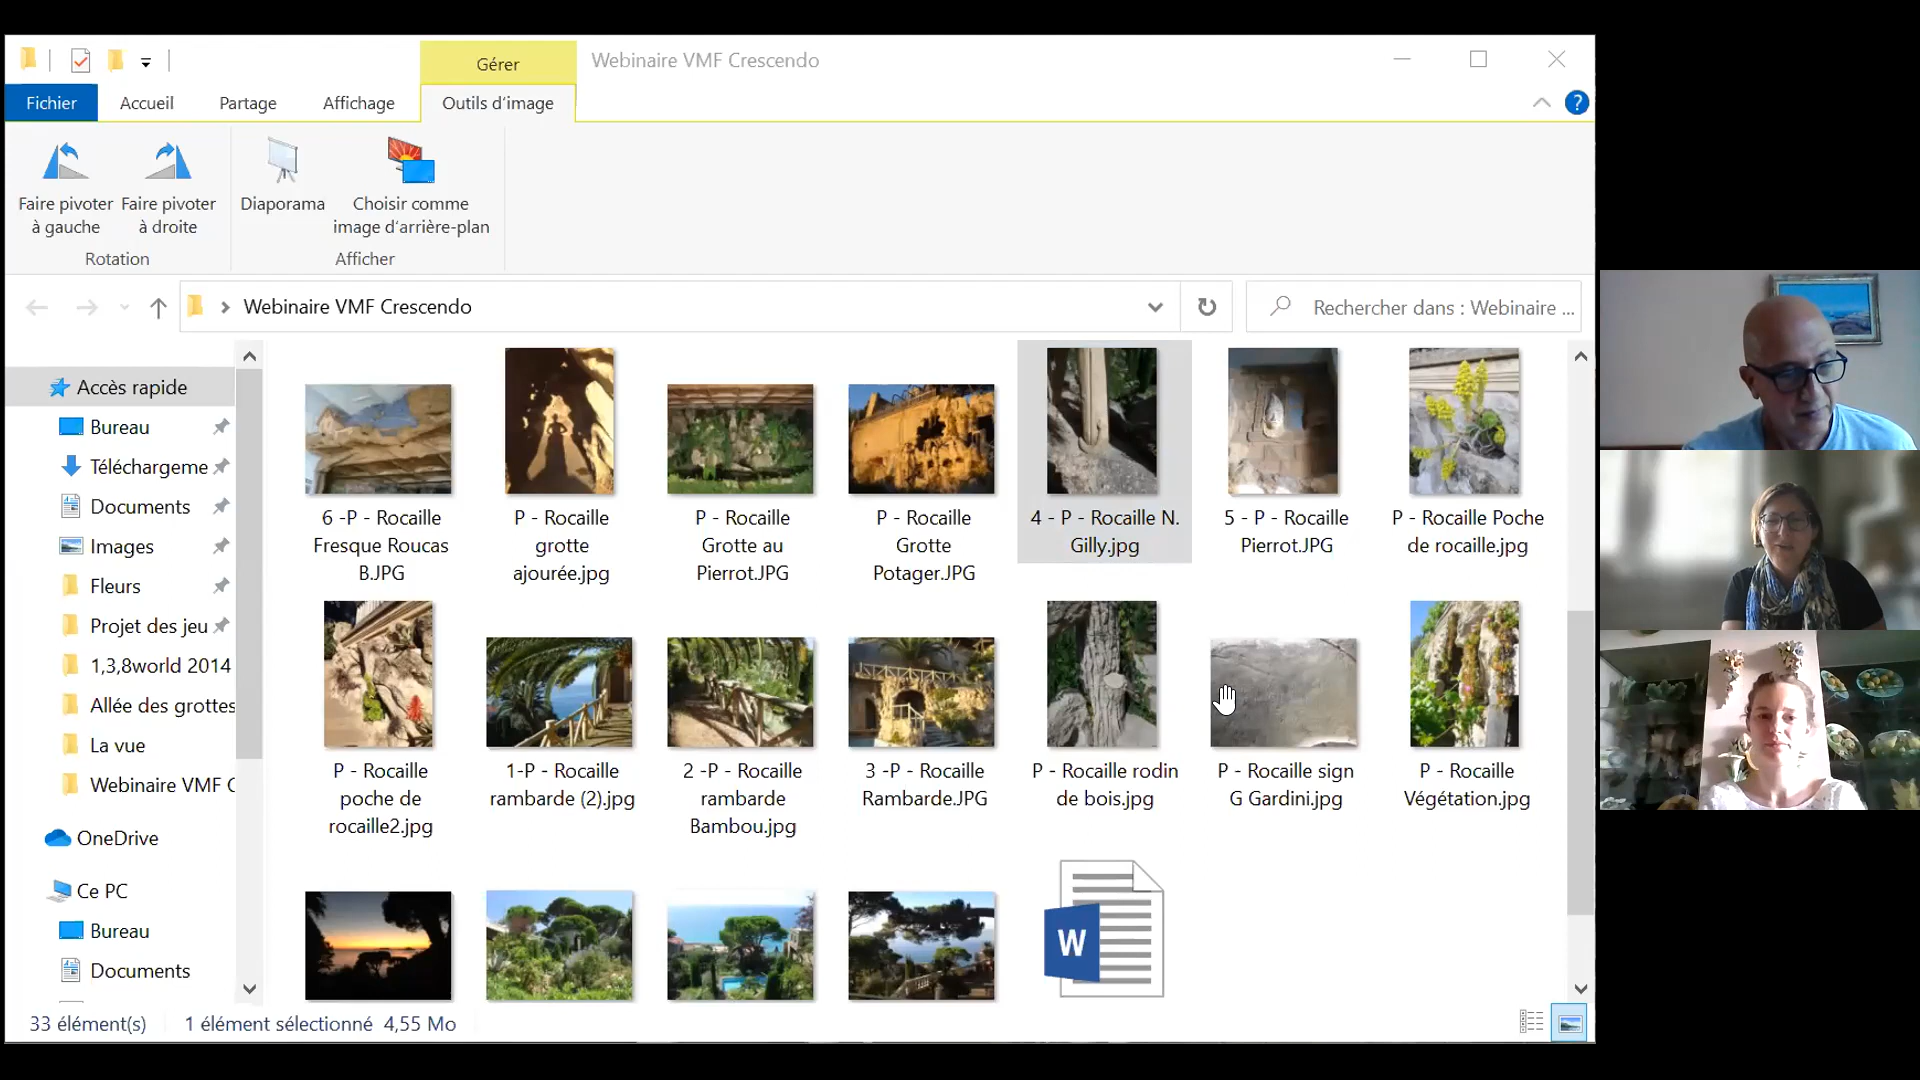 Gérer
Webinaire VMF Crescendo
Fichier
Accueil
Partage
Affichage
Outils d'image
?
Faire pivoter
à gauche
Faire pivoter
à droite
Diaporama
Choisir comme
image d'arrière-plan
Rotation
Afficher
Webinaire VMF Crescendo
Rechercher dans : Webinaire ...
Accès rapide
Bureau
Téléchargeme
Documents
Images
Fleurs
Projet des jeu
1,3,8world 2014
Allée des grottes
La vue
Webinaire VMF C
OneDrive
Ce PC
Bureau
Documents
6 -P - Rocaille
Fresque Roucas
B.JPG
P - Rocaille
grotte
ajourée.jpg
P - Rocaille
Grotte au
Pierrot.JPG
P - Rocaille
Grotte
Potager.JPG
4 - P - Rocaille N.
Gilly.jpg
5 - P - Rocaille
Pierrot.JPG
P - Rocaille Poche
de rocaille.jpg
P - Rocaille
poche de
rocaille2.jpg
1-P - Rocaille
rambarde (2).jpg
2 -P - Rocaille
rambarde
Bambou.jpg
3 -P - Rocaille
Rambarde.JPG
P - Rocaille rodin
de bois.jpg
P - Rocaille sign
G Gardini.jpg
P - Rocaille
Végétation.jpg
W
33 élément(s)
1 élément sélectionné 4,55 Mo